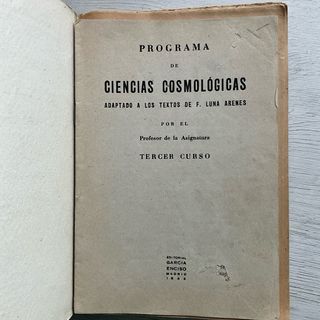 PROGRAMA
DE
CIENCIAS COSMOLÓGICAS
ADAPTADO A LOS TEXTOS DE F. LUNA ARENES
POR EL
Profesor de la Asignatura
TERCER CURSO
EDITORIAL
GARCIA
ENCISO
MADRID